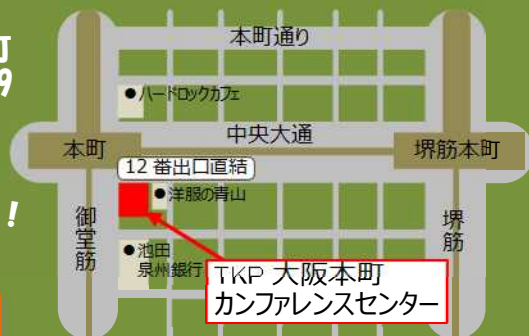 本町通り
町
9
●ハードロックカフェ
中央大通
本町
堺筋本町
12 番出口直結
●洋服の青山
!
御堂筋
堺筋
●池田
泉州銀行
TKP 大阪本町
カンファレンスセンター